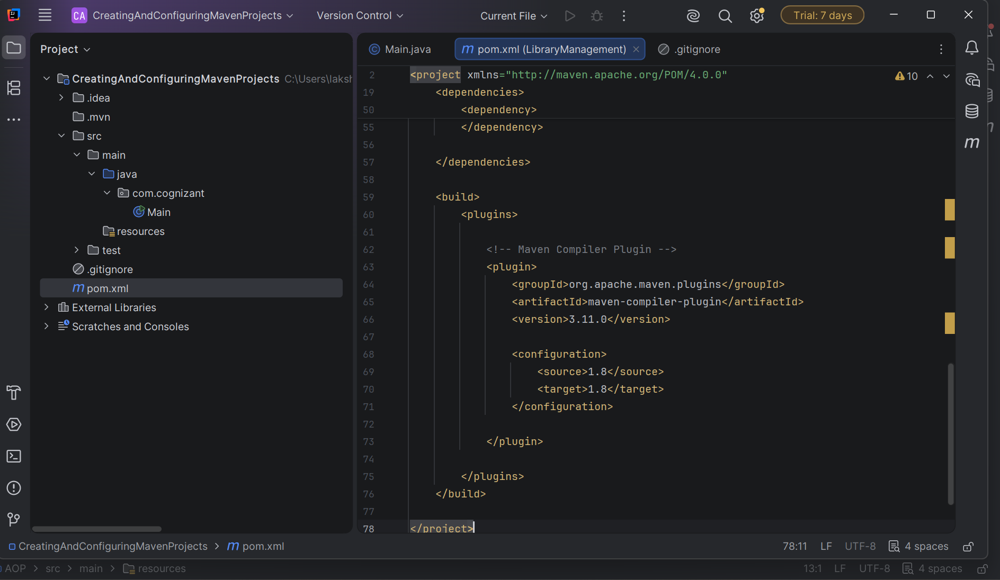 CA CreatingAndConfiguringMavenProjects Version Control Current File Trial: 7 days
Project
CreatingAndConfiguringMavenProjects C:\Users\laksh
.idea
.mvn
src
main
java
com.cognizant
Main
resources
test
.gitignore
m pom.xml
External Libraries
Scratches and Consoles
Main.java m pom.xml (LibraryManagement) .gitignore
2 <project xmlns="http://maven.apache.org/POM/4.0.0" 10
19 <dependencies>
50 <dependency>
55 </dependency>
56
57 </dependencies>
58
59 <build>
60 <plugins>
61
62 <!-- Maven Compiler Plugin -->
63 <plugin>
64 <groupId>org.apache.maven.plugins</groupId>
65 <artifactId>maven-compiler-plugin</artifactId>
66 <version>3.11.0</version>
67
68 <configuration>
69 <source>1.8</source>
70 <target>1.8</target>
71 </configuration>
72
73 </plugin>
74
75 </plugins>
76 </build>
77
78 </project>
CreatingAndConfiguringMavenProjects > m pom.xml 78:11 LF UTF-8 4 spaces
AOP > src > main > resources 13:1 LF UTF-8 4 spaces